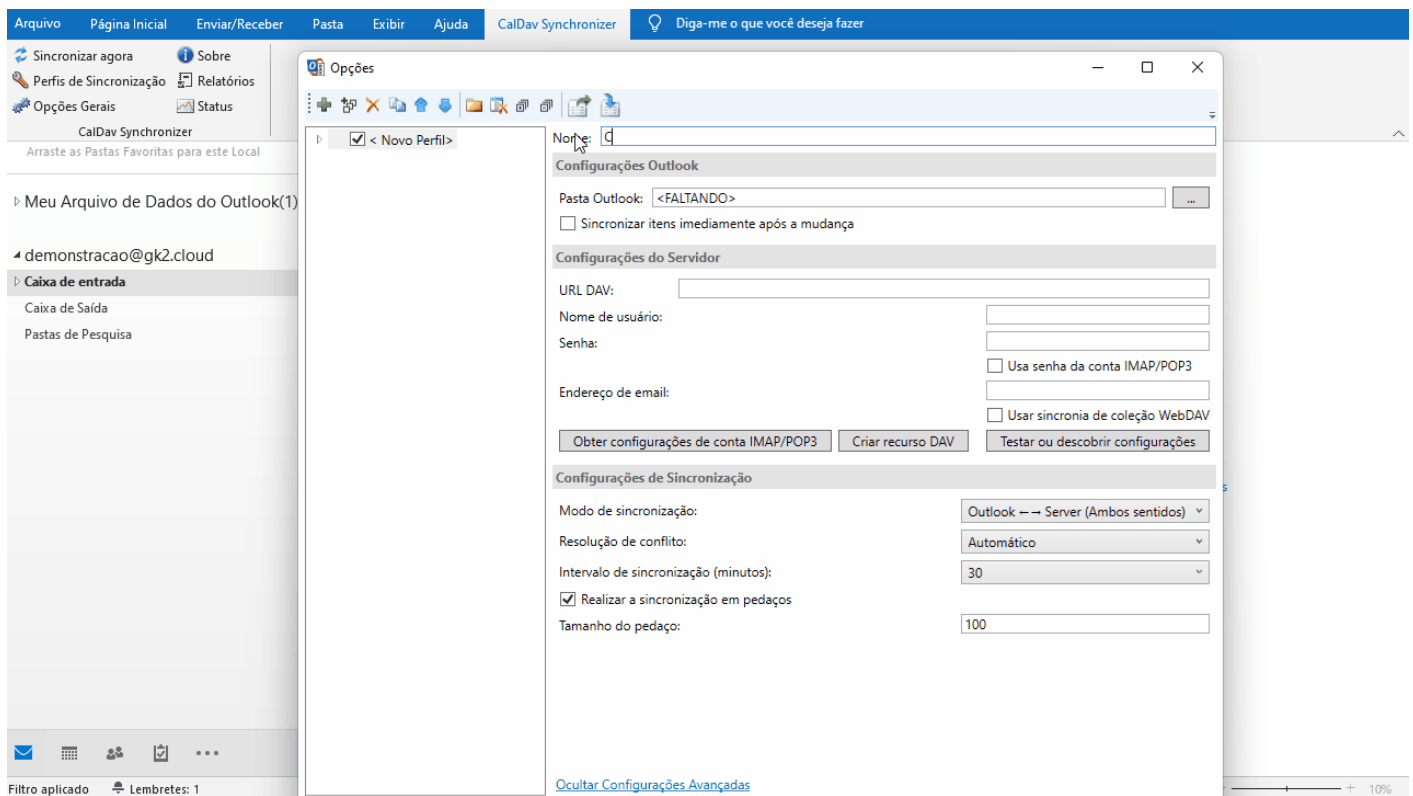 Arquivo Página Inicial Enviar/Receber Pasta Exibir Ajuda CalDav Synchronizer Diga-me o que você deseja fazer
Sincronizar agora Sobre
Perfis de Sincronização Relatórios
Opções Gerais Status
CalDav Synchronizer
Arraste as Pastas Favoritas para este Local
Meu Arquivo de Dados do Outlook(1)
demonstracao@gk2.cloud
Caixa de entrada
Caixa de Saída
Pastas de Pesquisa
Opções
< Novo Perfil>
Nome: C
Configurações Outlook
Pasta Outlook: <FALTANDO> ...
Sincronizar itens imediatamente após a mudança
Configurações do Servidor
URL DAV:
Nome de usuário:
Senha:
Usa senha da conta IMAP/POP3
Endereço de email:
Usar sincronia de coleção WebDAV
Obter configurações de conta IMAP/POP3 Criar recurso DAV Testar ou descobrir configurações
Configurações de Sincronização
Modo de sincronização: Outlook ←→ Server (Ambos sentidos)
Resolução de conflito: Automático
Intervalo de sincronização (minutos): 30
Realizar a sincronização em pedaços
Tamanho do pedaço: 100
Ocultar Configurações Avançadas
s
Filtro aplicado Lembretes: 1 10%